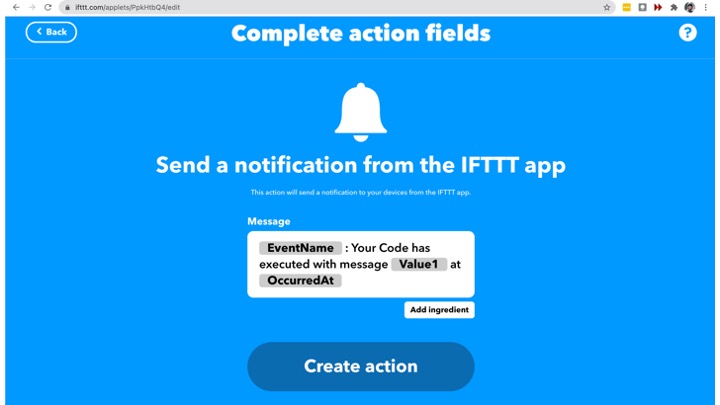 ifttt.com/applets/PpkHtbQ4/edit
Back
Complete action fields
?
Send a notification from the IFTTT app
This action will send a notification to your devices from the IFTTT app.
Message
EventName : Your Code has
executed with message Value1 at
OccurredAt
Add ingredient
Create action